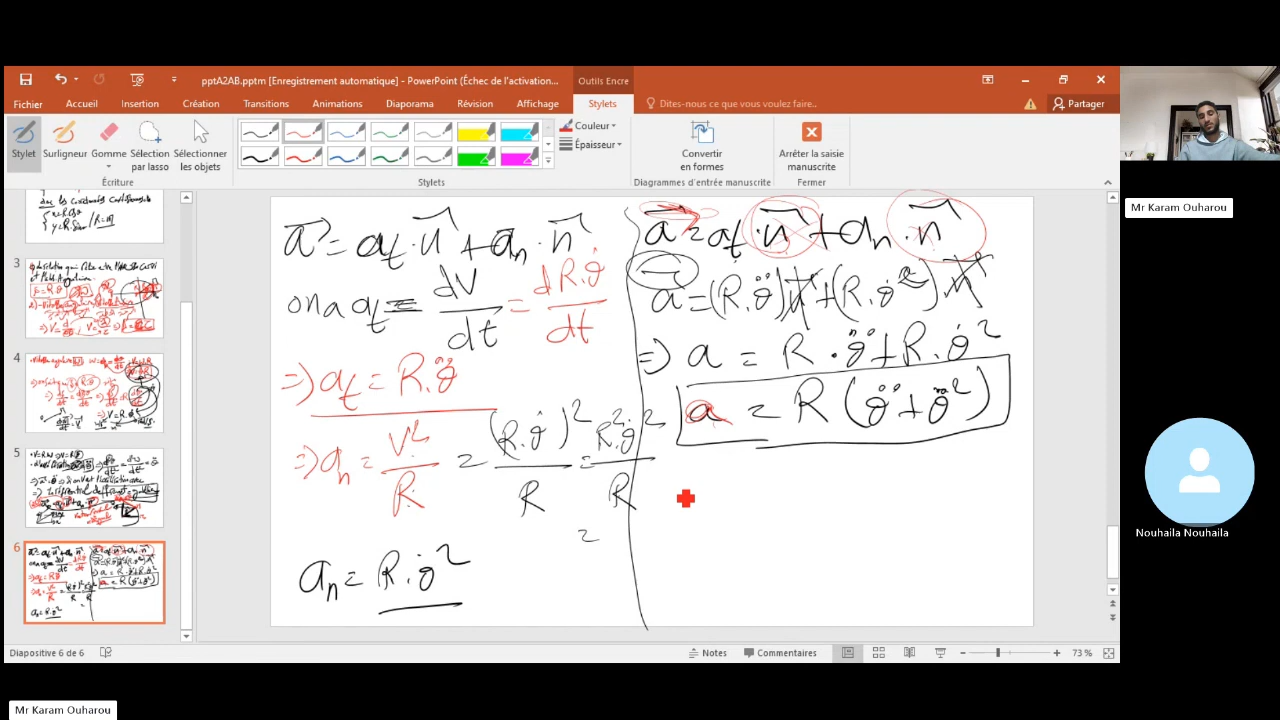 pptA2AB.pptm [Enregistrement automatique] - PowerPoint (Échec de l'activation...
Outils Encre
Fichier Accueil Insertion Création Transitions Animations Diaporama Révision Affichage Stylets Dites-nous ce que vous voulez faire... Partager
Stylet
Surligneur
Gomme
Sélection par lasso
Sélectionner les objets
Couleur
Épaisseur
Convertir en formes
Arrêter la saisie manuscrite
Écriture
Stylets
Diagrammes d'entrée manuscrite
Fermer
3
4
5
6
a⃗ = at · u⃗ + an · n⃗
on a at = dV/dt = dR.θ̇/dt
=> at = R.θ̈
=> an = V²/R = (R.θ̇)²/R = R².θ̇²/R
=
an = R.θ̇²
a⃗ = at · u⃗ + an · n⃗
a = (R.θ̈) u⃗ + (R.θ̇²) n⃗
=> a = R . θ̈ + R . θ̇²
a = R (θ̈ + θ̈²)
Diapositive 6 de 6
Notes
Commentaires
73 %
Mr Karam Ouharou
Nouhaila Nouhaila
Mr Karam Ouharou